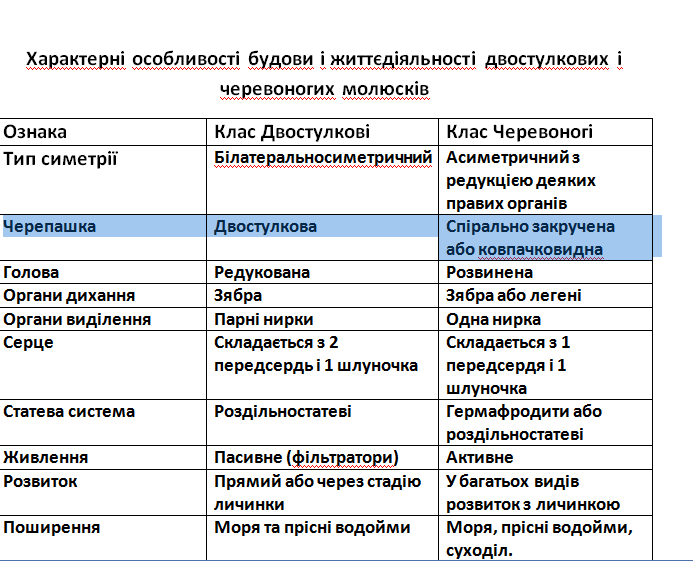 Характерні особливості будови і життєдіяльності двостулкових і
черевоногих молюсків
Ознака Клас Двостулкові Клас Черевоногі
Тип симетрії Білатеральносиметричний Асиметричний з
редукцією деяких
правих органів
Черепашка Двостулкова Спірально закручена
або ковпачковидна
Голова Редукована Розвинена
Органи дихання Зябра Зябра або легені
Органи виділення Парні нирки Одна нирка
Серце Складається з 2 Складається з 1
передсердь і 1 шлуночка передсердя і 1
шлуночка
Статева система Роздільностатеві Гермафродити або
роздільностатеві
Живлення Пасивне (фільтратори) Активне
Розвиток Прямий або через стадію У багатьох видів
личинки розвиток з личинкою
Поширення Моря та прісні водойми Моря, прісні водойми,
суходіл.